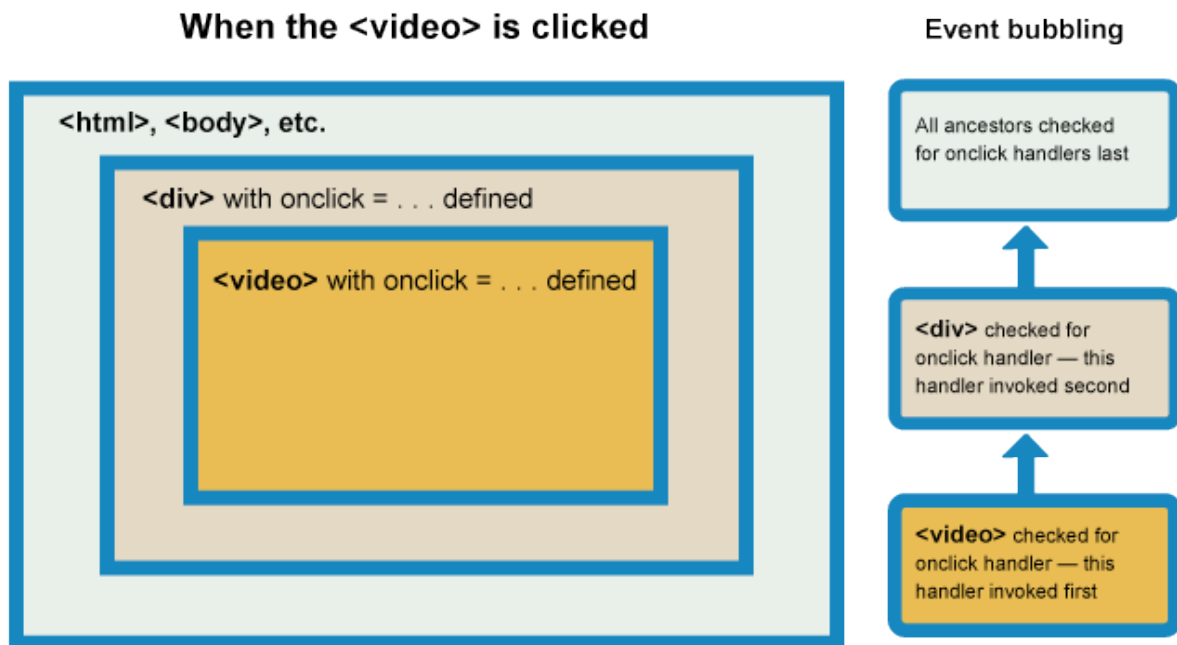 When the <video> is clicked
<html>, <body>, etc.
<div> with onclick = . . . defined
<video> with onclick = . . . defined
Event bubbling
All ancestors checked
for onclick handlers last
<div> checked for
onclick handler — this
handler invoked second
<video> checked for
onclick handler — this
handler invoked first